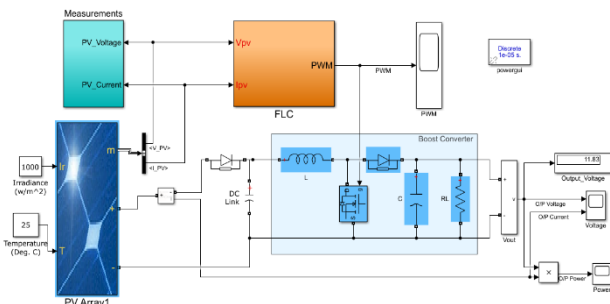 Measurements
PV_Voltage
PV_Current
Vpv
Ipv
PWM
FLC
PWM
PWM
Discrete
1e-05 s.
powergui
1000
Irradiance
(w/m^2)
25
Temperature
(Deg. C)
Ir
T
m
+
-
PV Array1
<V_PV>
<I_PV>
DC
Link
Boost Converter
L
C
RL
+
-
v
Vout
11.83
Output_Voltage
O/P Voltage
O/P Current
Voltage
×
O/P Power
Power